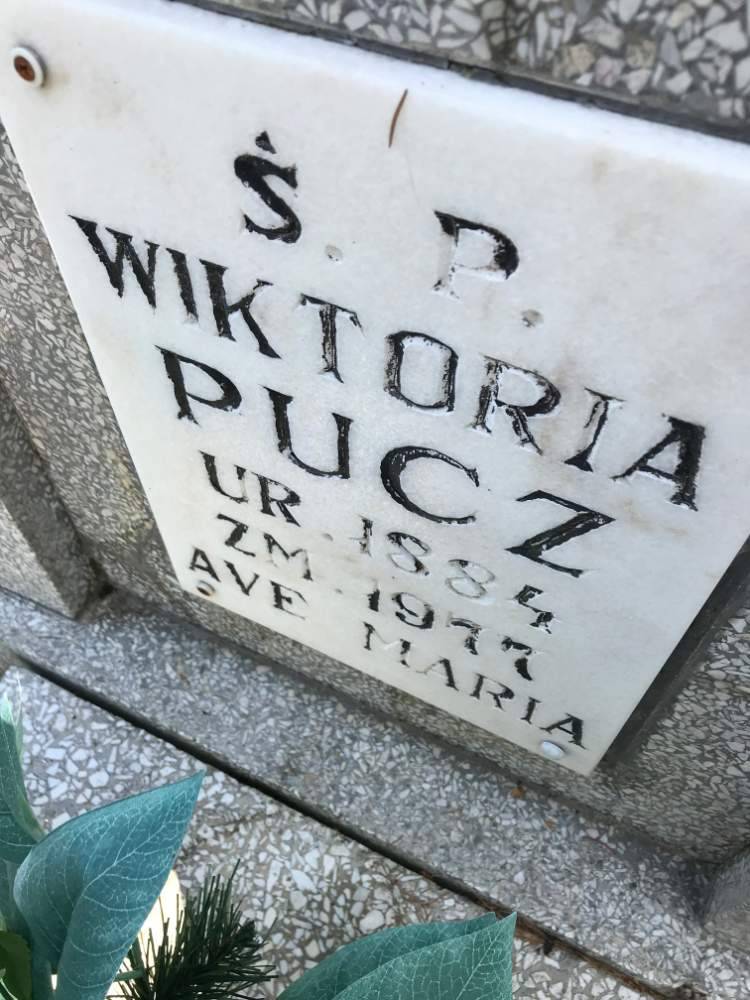 Ś. P.
WIKTORIA
PUCZ
UR. 1884
ZM. 1977
AVE MARIA